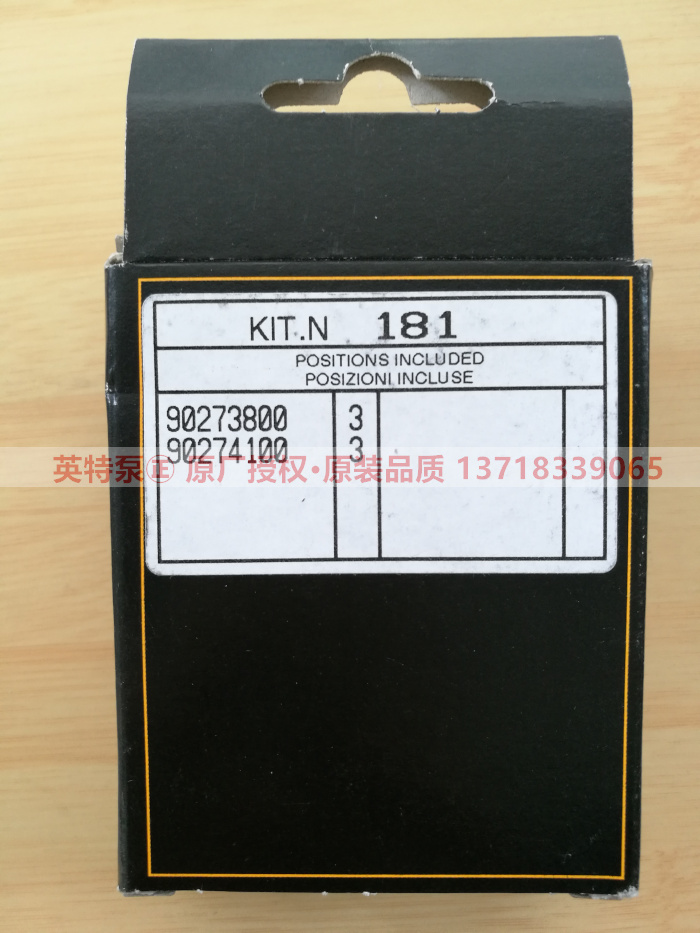 KIT.N 181
POSITIONS INCLUDED
POSIZIONI INCLUSE
90273800 3
90274100 3
英特泵㊣ 原厂授权·原装品质 13718339065